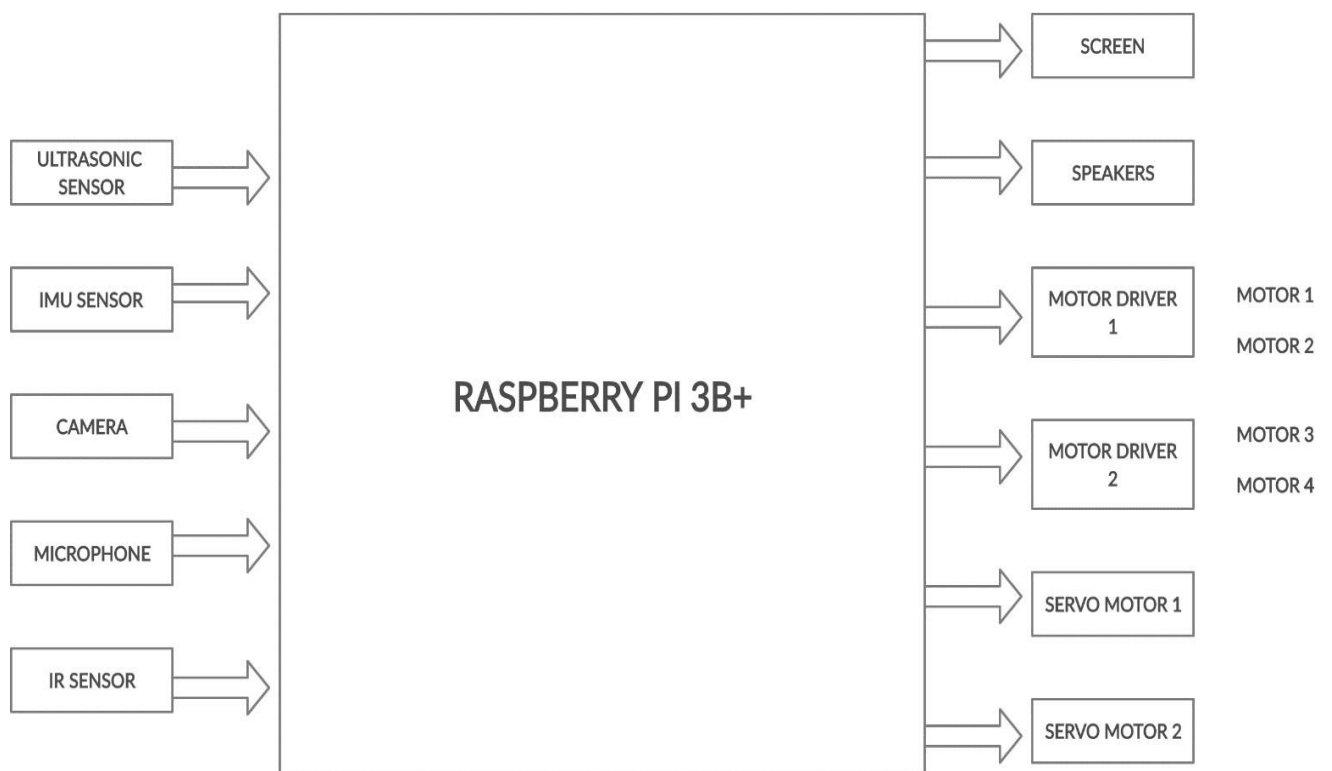 ULTRASONIC
SENSOR
IMU SENSOR
CAMERA
MICROPHONE
IR SENSOR
RASPBERRY PI 3B+
SCREEN
SPEAKERS
MOTOR DRIVER
1
MOTOR 1
MOTOR 2
MOTOR DRIVER
2
MOTOR 3
MOTOR 4
SERVO MOTOR 1
SERVO MOTOR 2